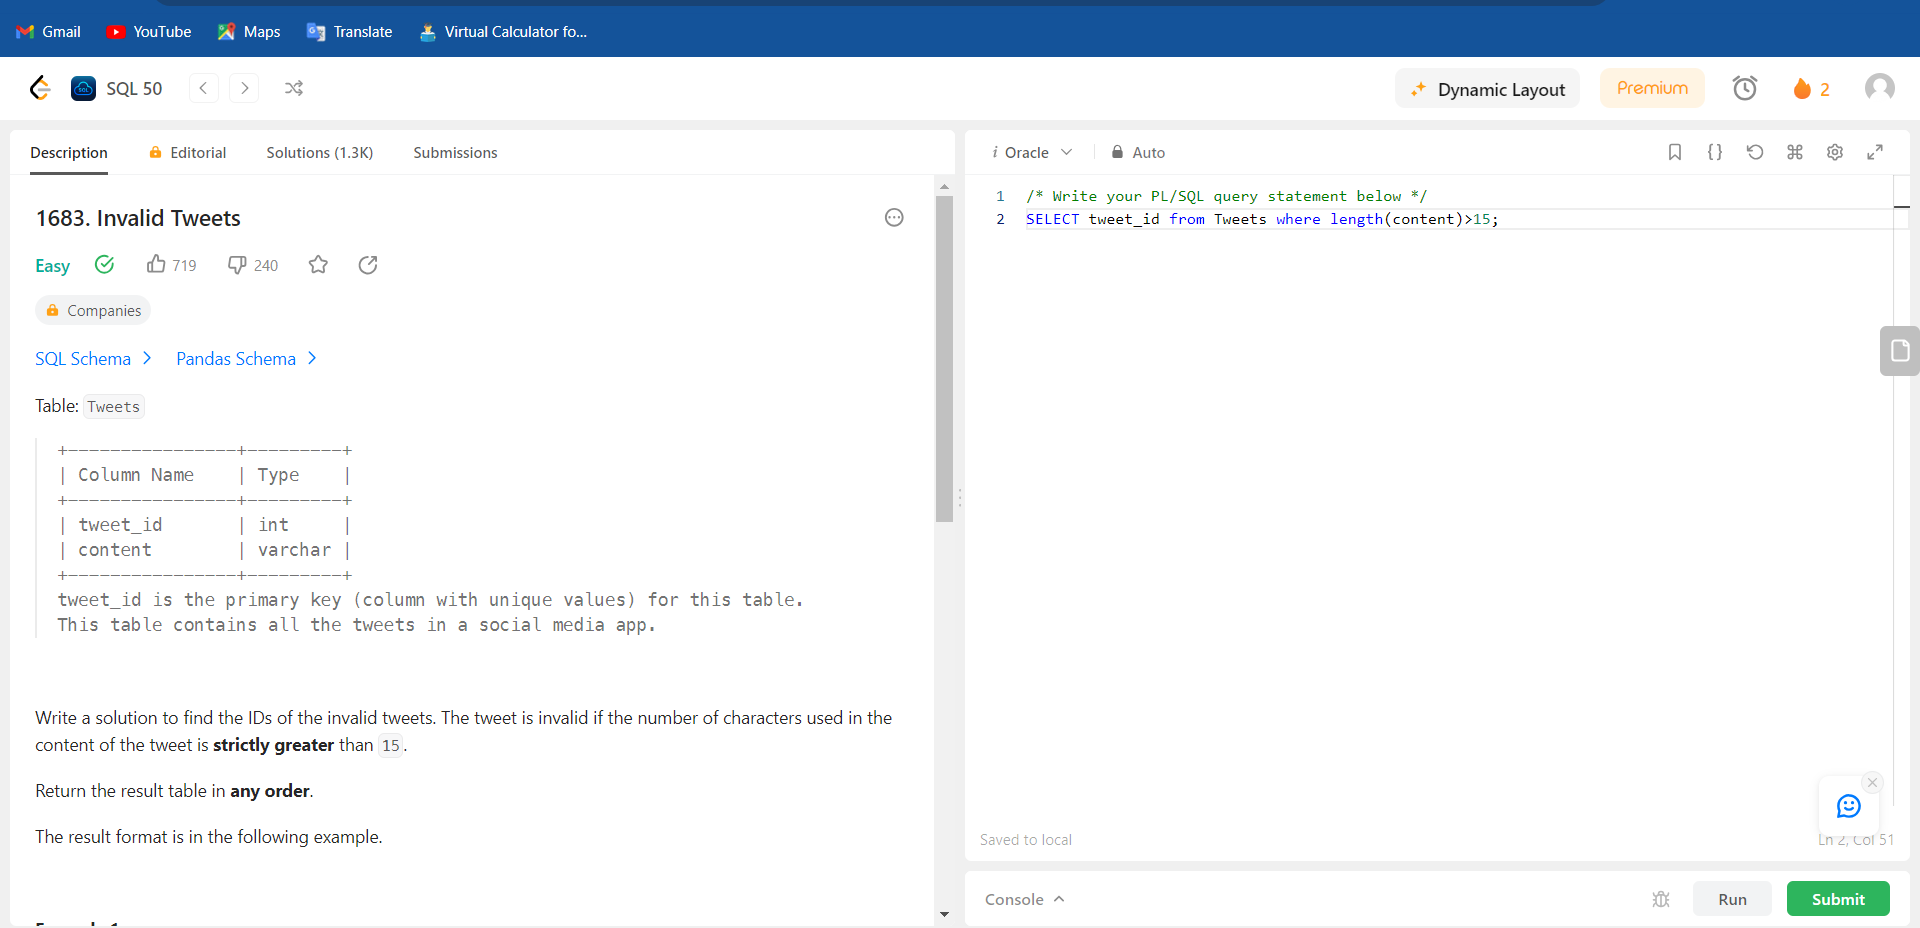 Gmail YouTube Maps Translate Virtual Calculator fo...
SQL 50
Dynamic Layout Premium 2
Description Editorial Solutions (1.3K) Submissions
1683. Invalid Tweets
Easy 719 240
Companies
SQL Schema Pandas Schema
Table: Tweets
+----------------+---------+
| Column Name    | Type    |
+----------------+---------+
| tweet_id       | int     |
| content        | varchar |
+----------------+---------+
tweet_id is the primary key (column with unique values) for this table.
This table contains all the tweets in a social media app.
Write a solution to find the IDs of the invalid tweets. The tweet is invalid if the number of characters used in the
content of the tweet is strictly greater than 15.
Return the result table in any order.
The result format is in the following example.
i Oracle Auto
1 /* Write your PL/SQL query statement below */
2 SELECT tweet_id from Tweets where length(content)>15;
Saved to local
Ln 2, Col 51
Console
Run Submit